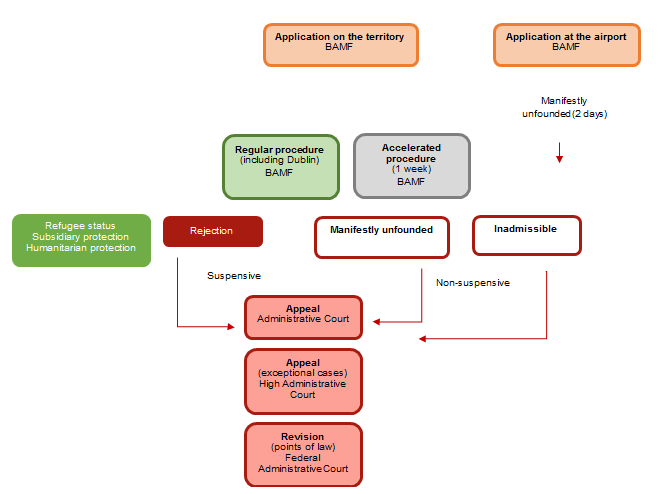 Application on the territory
BAMF
Application at the airport
BAMF
Manifestly
unfounded (2 days)
Regular procedure
(including Dublin)
BAMF
Accelerated
procedure
(1 week)
BAMF
Refugee status
Subsidiary protection
Humanitarian protection
Rejection
Manifestly unfounded
Inadmissible
Suspensive
Non-suspensive
Appeal
Administrative Court
Appeal
(exceptional cases)
High Administrative
Court
Revision
(points of law)
Federal
Administrative Court